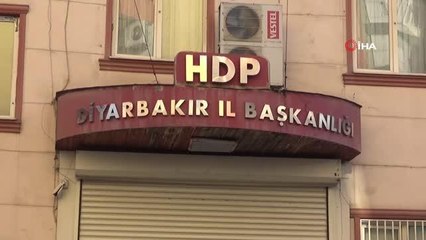 HDP
DİYARBAKIR İL BAŞKANLIĞI
VESTEL
İHA